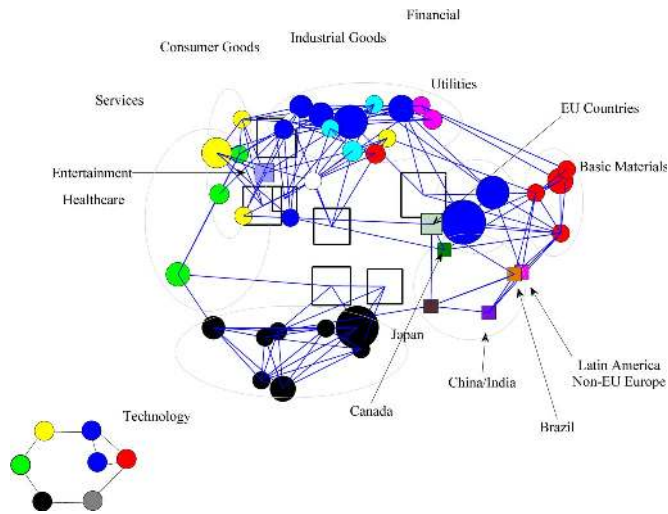 Financial
Industrial Goods
Consumer Goods
Utilities
Services
EU Countries
Entertainment
Basic Materials
Healthcare
Japan
Latin America
Non-EU Europe
China/India
Canada
Brazil
Technology